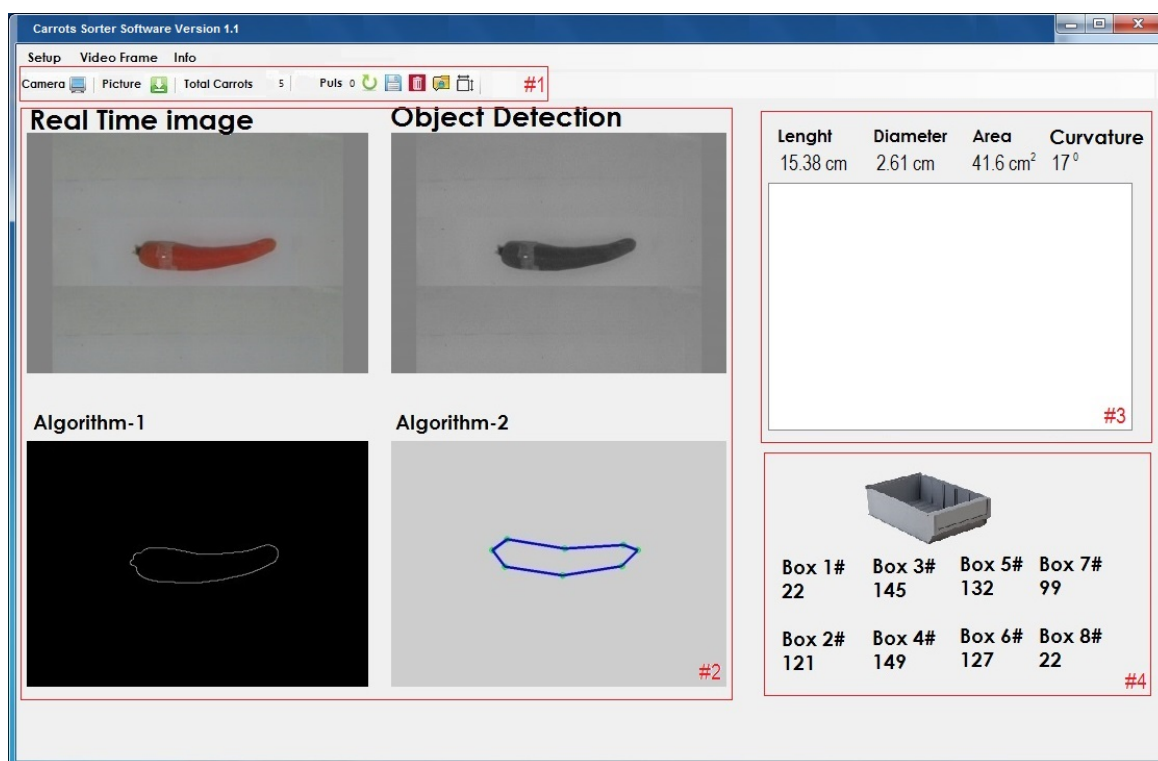 Carrots Sorter Software Version 1.1
Setup Video Frame Info
Camera Picture Total Carrots 5 Puls 0 #1
Real Time image Object Detection
Algorithm-1 Algorithm-2
#2
Lenght Diameter Area Curvature
15.38 cm 2.61 cm 41.6 cm² 17⁰
#3
Box 1# Box 3# Box 5# Box 7#
22 145 132 99
Box 2# Box 4# Box 6# Box 8#
121 149 127 22
#4